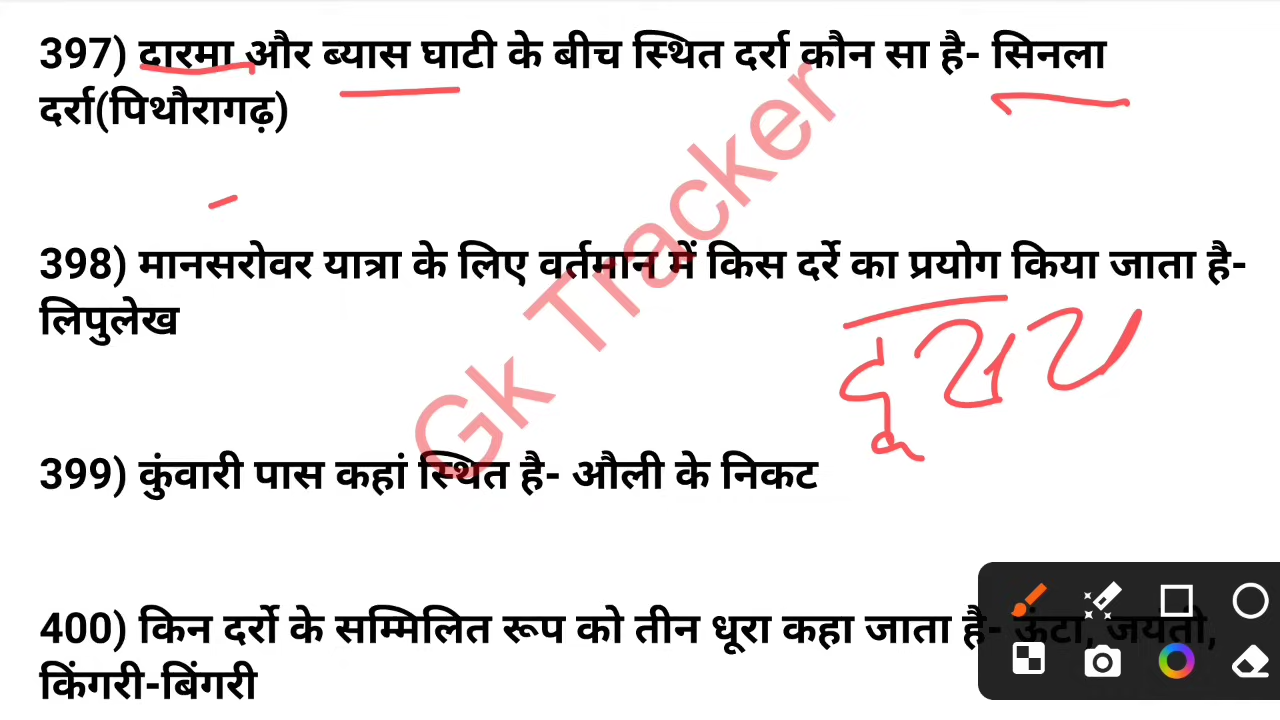 397) दारमा और ब्यास घाटी के बीच स्थित दर्रा कौन सा है- सिनला
दर्रा(पिथौरागढ़)
398) मानसरोवर यात्रा के लिए वर्तमान में किस दर्रे का प्रयोग किया जाता है-
लिपुलेख
399) कुंवारी पास कहां स्थित है- औली के निकट
400) किन दर्रो के सम्मिलित रूप को तीन धूरा कहा जाता है- ऊंटा, जयंती,
किंगरी-बिंगरी
Gk Tracker